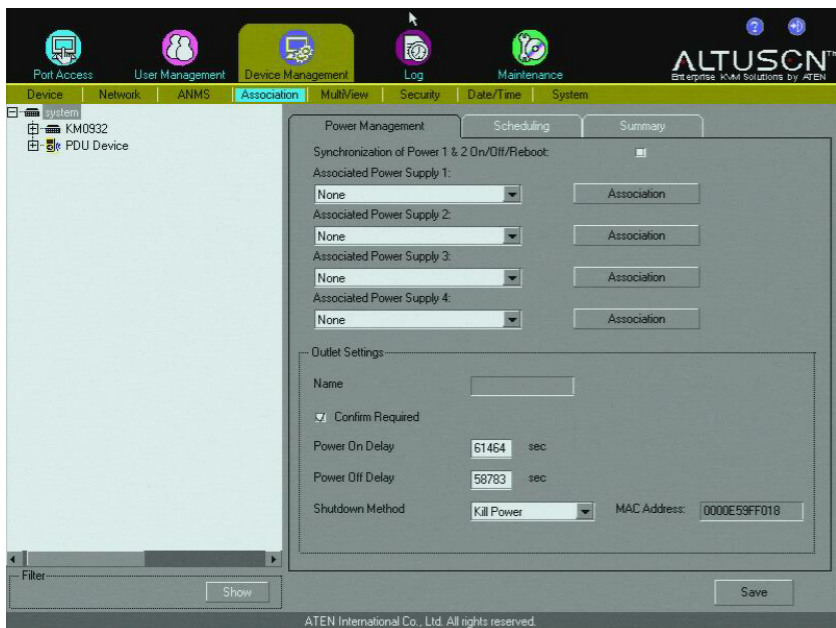 Port Access
User Management
Device Management
Log
Maintenance
ALTUSCN™
Enterprise KVM Solutions by ATEN
Device
Network
ANMS
Association
MultiView
Security
Date/Time
System
system
KM0932
PDU Device
Power Management
Scheduling
Summary
Synchronization of Power 1 & 2 On/Off/Reboot:
Associated Power Supply 1:
None
Association
Associated Power Supply 2:
None
Association
Associated Power Supply 3:
None
Association
Associated Power Supply 4:
None
Association
Outlet Settings
Name
Confirm Required
Power On Delay
61464 sec
Power Off Delay
58783 sec
Shutdown Method
Kill Power
MAC Address:
0000E59FF018
Filter
Show
Save
ATEN International Co., Ltd. All rights reserved.